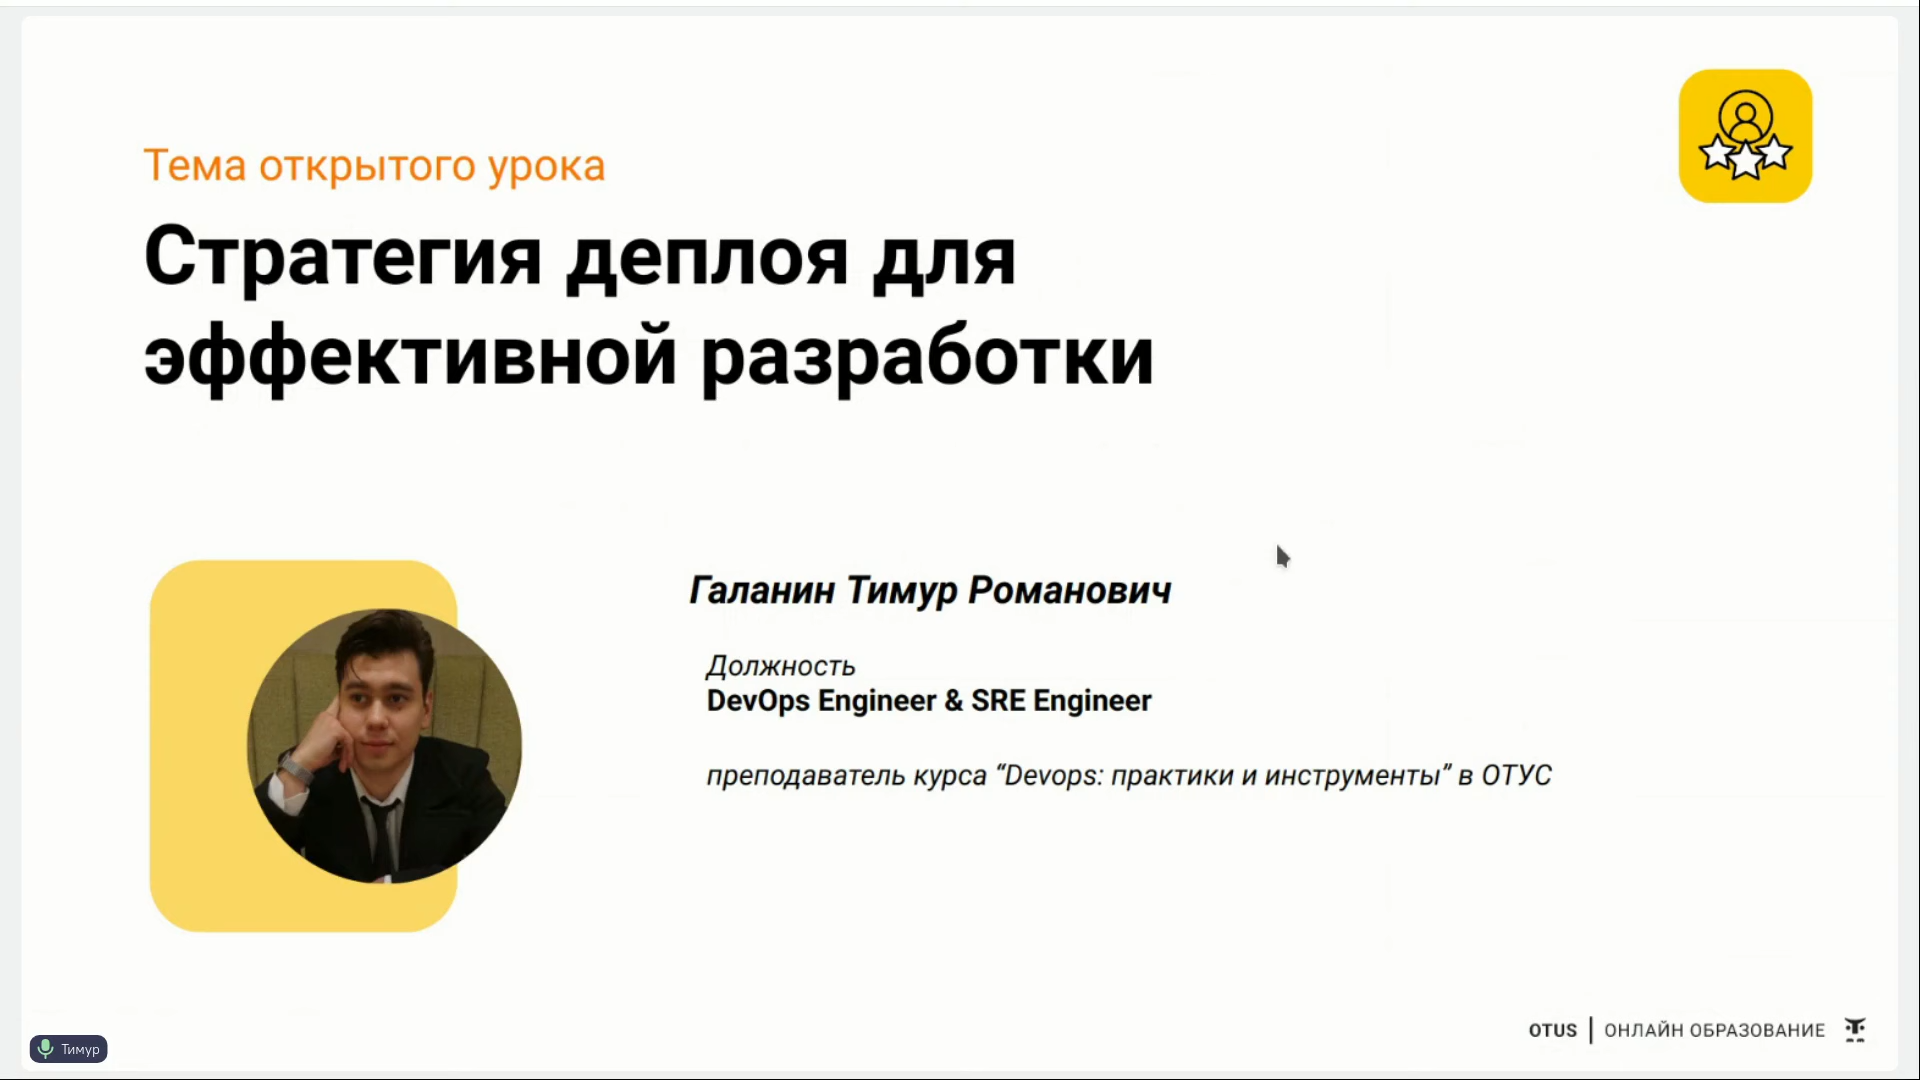 Тема открытого урока
Стратегия деплоя для
эффективной разработки
Галанин Тимур Романович
Должность
DevOps Engineer & SRE Engineer
преподаватель курса “Devops: практики и инструменты” в ОТУС
OTUS | ОНЛАЙН ОБРАЗОВАНИЕ
Тимур